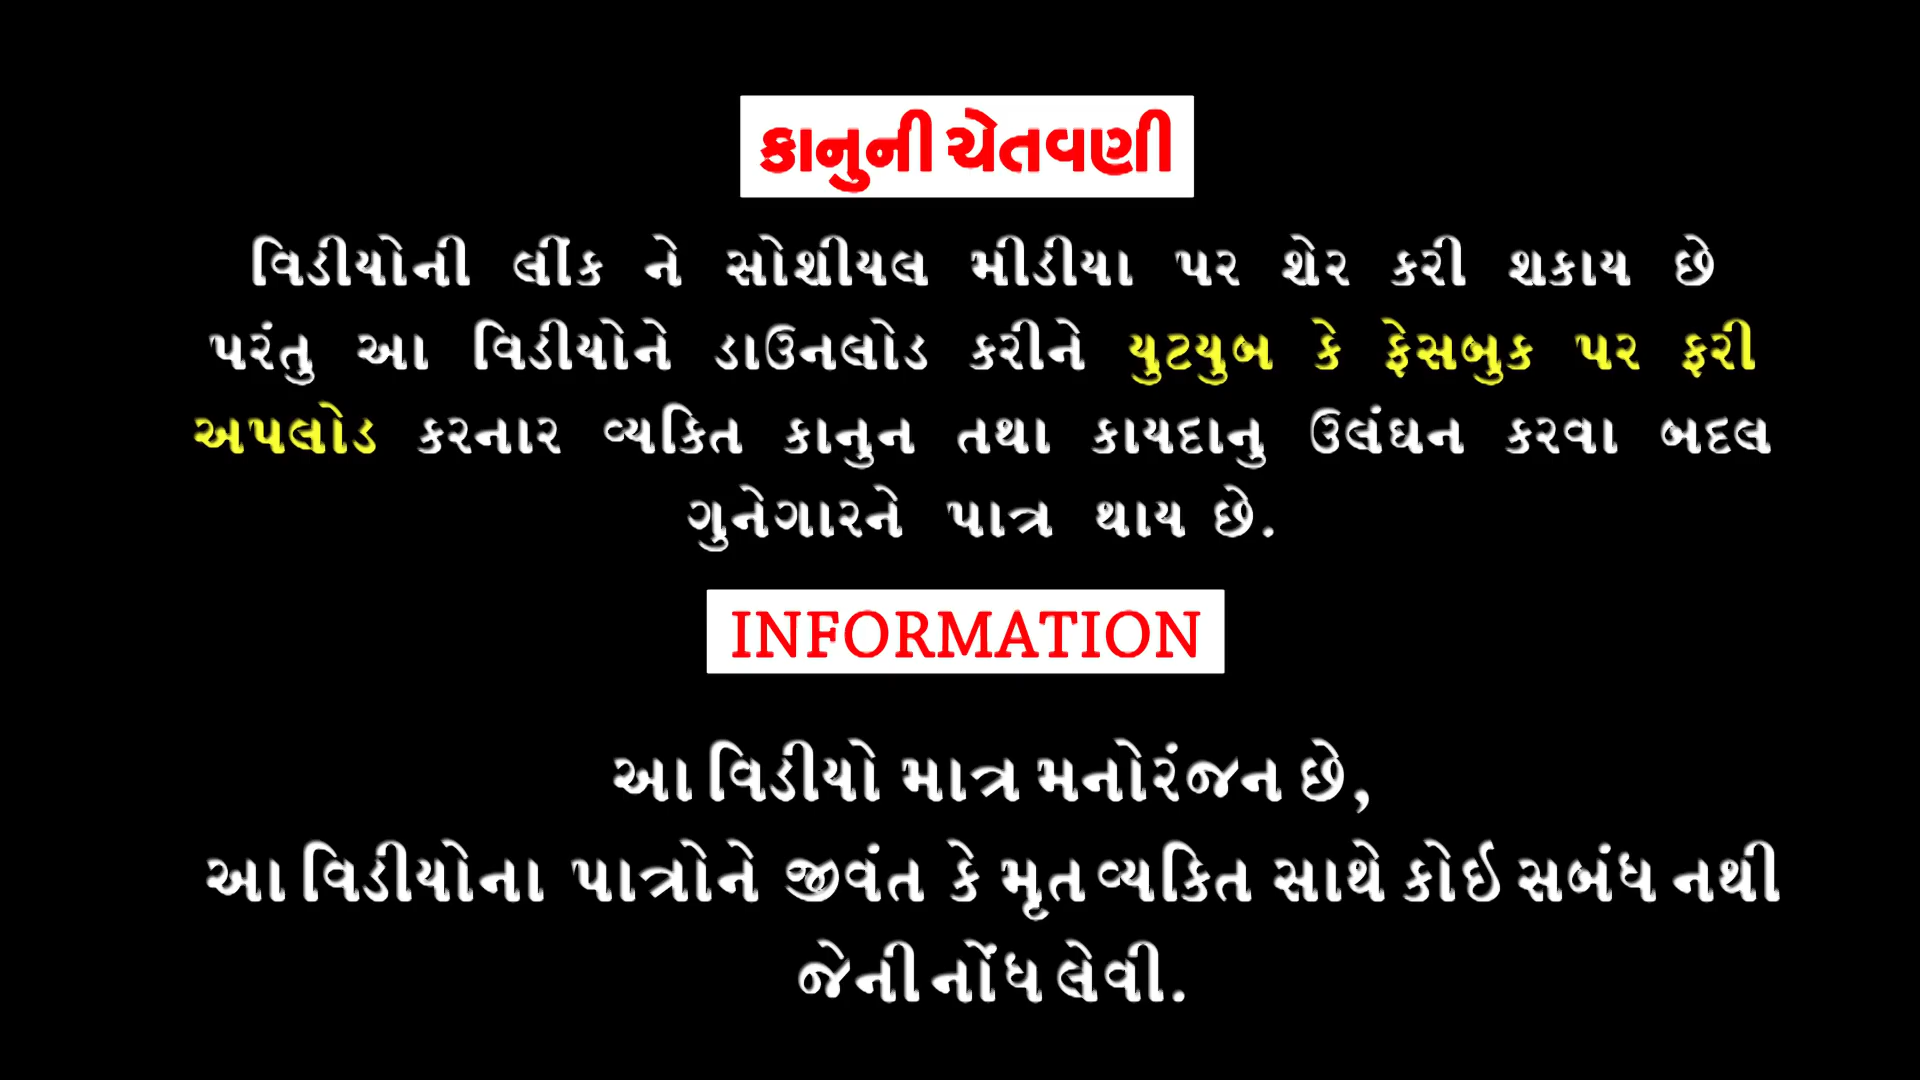 કાનુની ચેતવણી
વિડીયોની લીંક ને સોશીયલ મીડીયા પર શેર કરી શકાય છે
પરંતુ આ વિડીયોને ડાઉનલોડ કરીને યુટયુબ કે ફેસબુક પર ફરી
અપલોડ કરનાર વ્યકિત કાનુન તથા કાયદાનુ ઉલંઘન કરવા બદલ
ગુનેગારને પાત્ર થાય છે.
INFORMATION
આ વિડીયો માત્ર મનોરંજન છે,
આ વિડીયોના પાત્રોને જીવંત કે મૃત વ્યકિત સાથે કોઇ સબંધ નથી
જેની નોંધ લેવી.